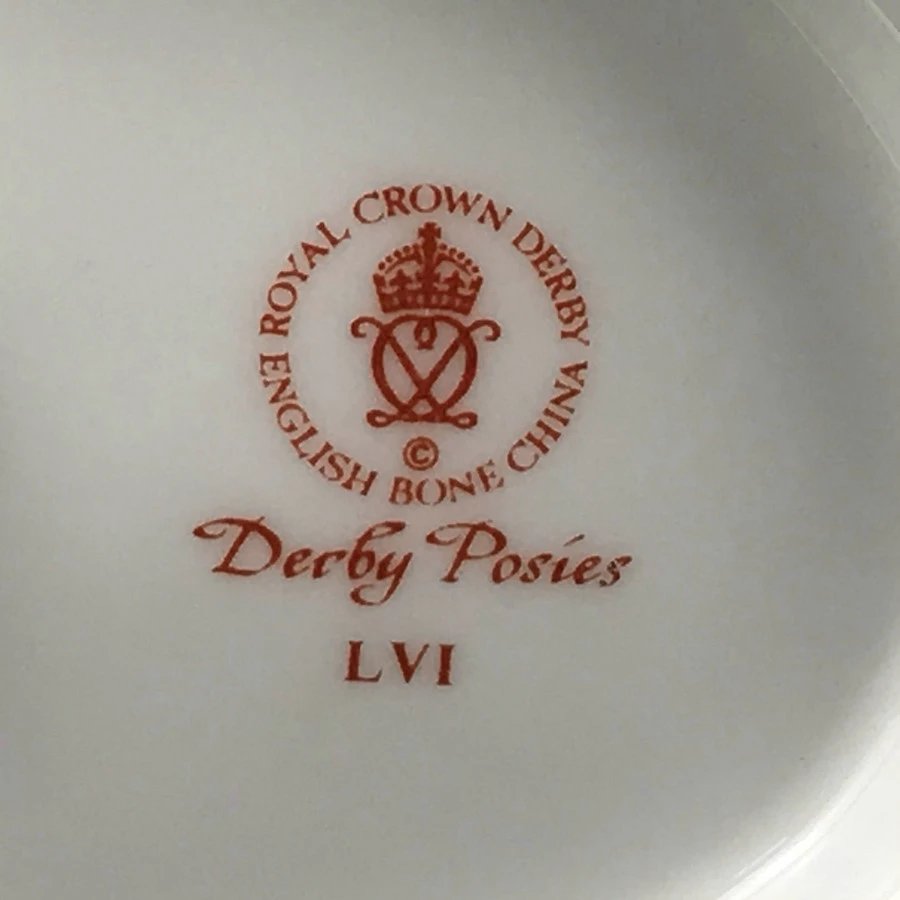 ROYAL CROWN DERBY
ENGLISH BONE CHINA
©
Derby Posies
LVI